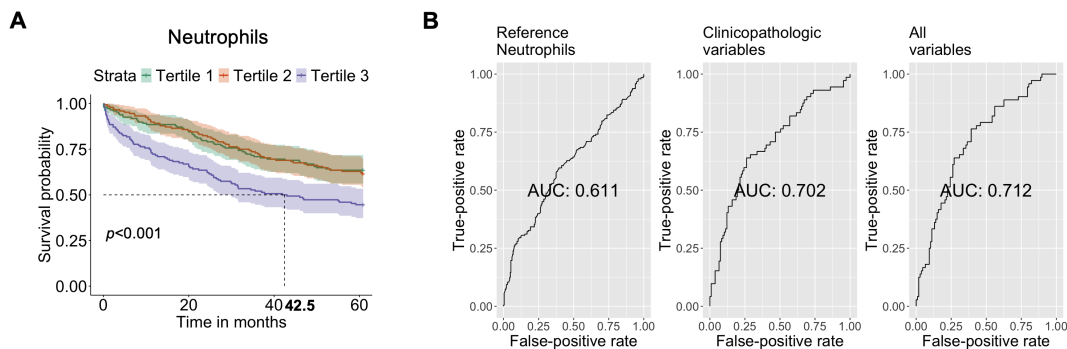 A
Neutrophils
Strata Tertile 1 Tertile 2 Tertile 3
Survival probability
1.00
0.75
0.50
0.25
0.00
p<0.001
0 20 40 42.5 60
Time in months
B
Reference
Neutrophils
True-positive rate
1.00
0.75
0.50
0.25
0.00
AUC: 0.611
0.00 0.25 0.50 0.75 1.00
False-positive rate
Clinicopathologic
variables
True-positive rate
1.00
0.75
0.50
0.25
0.00
AUC: 0.702
0.00 0.25 0.50 0.75 1.00
False-positive rate
All
variables
True-positive rate
1.00
0.75
0.50
0.25
0.00
AUC: 0.712
0.00 0.25 0.50 0.75 1.00
False-positive rate